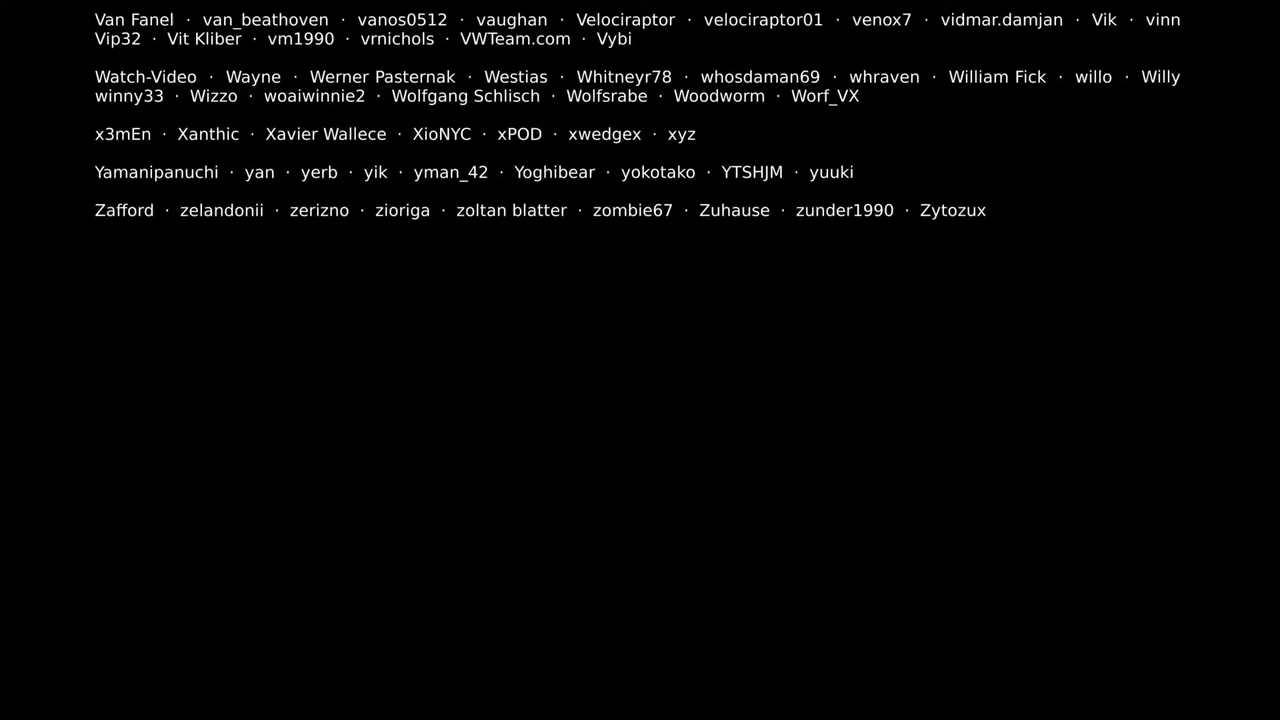 Van Fanel · van_beathoven · vanos0512 · vaughan · Velociraptor · velociraptor01 · venox7 · vidmar.damjan · Vik · vinn
Vip32 · Vit Kliber · vm1990 · vrnichols · VWTeam.com · Vybi
Watch-Video · Wayne · Werner Pasternak · Westias · Whitneyr78 · whosdaman69 · whraven · William Fick · willo · Willy
winny33 · Wizzo · woaiwinnie2 · Wolfgang Schlisch · Wolfsrabe · Woodworm · Worf_VX
x3mEn · Xanthic · Xavier Wallece · XioNYC · xPOD · xwedgex · xyz
Yamanipanuchi · yan · yerb · yik · yman_42 · Yoghibear · yokotako · YTSHJM · yuuki
Zafford · zelandonii · zerizno · zioriga · zoltan blatter · zombie67 · Zuhause · zunder1990 · Zytozux